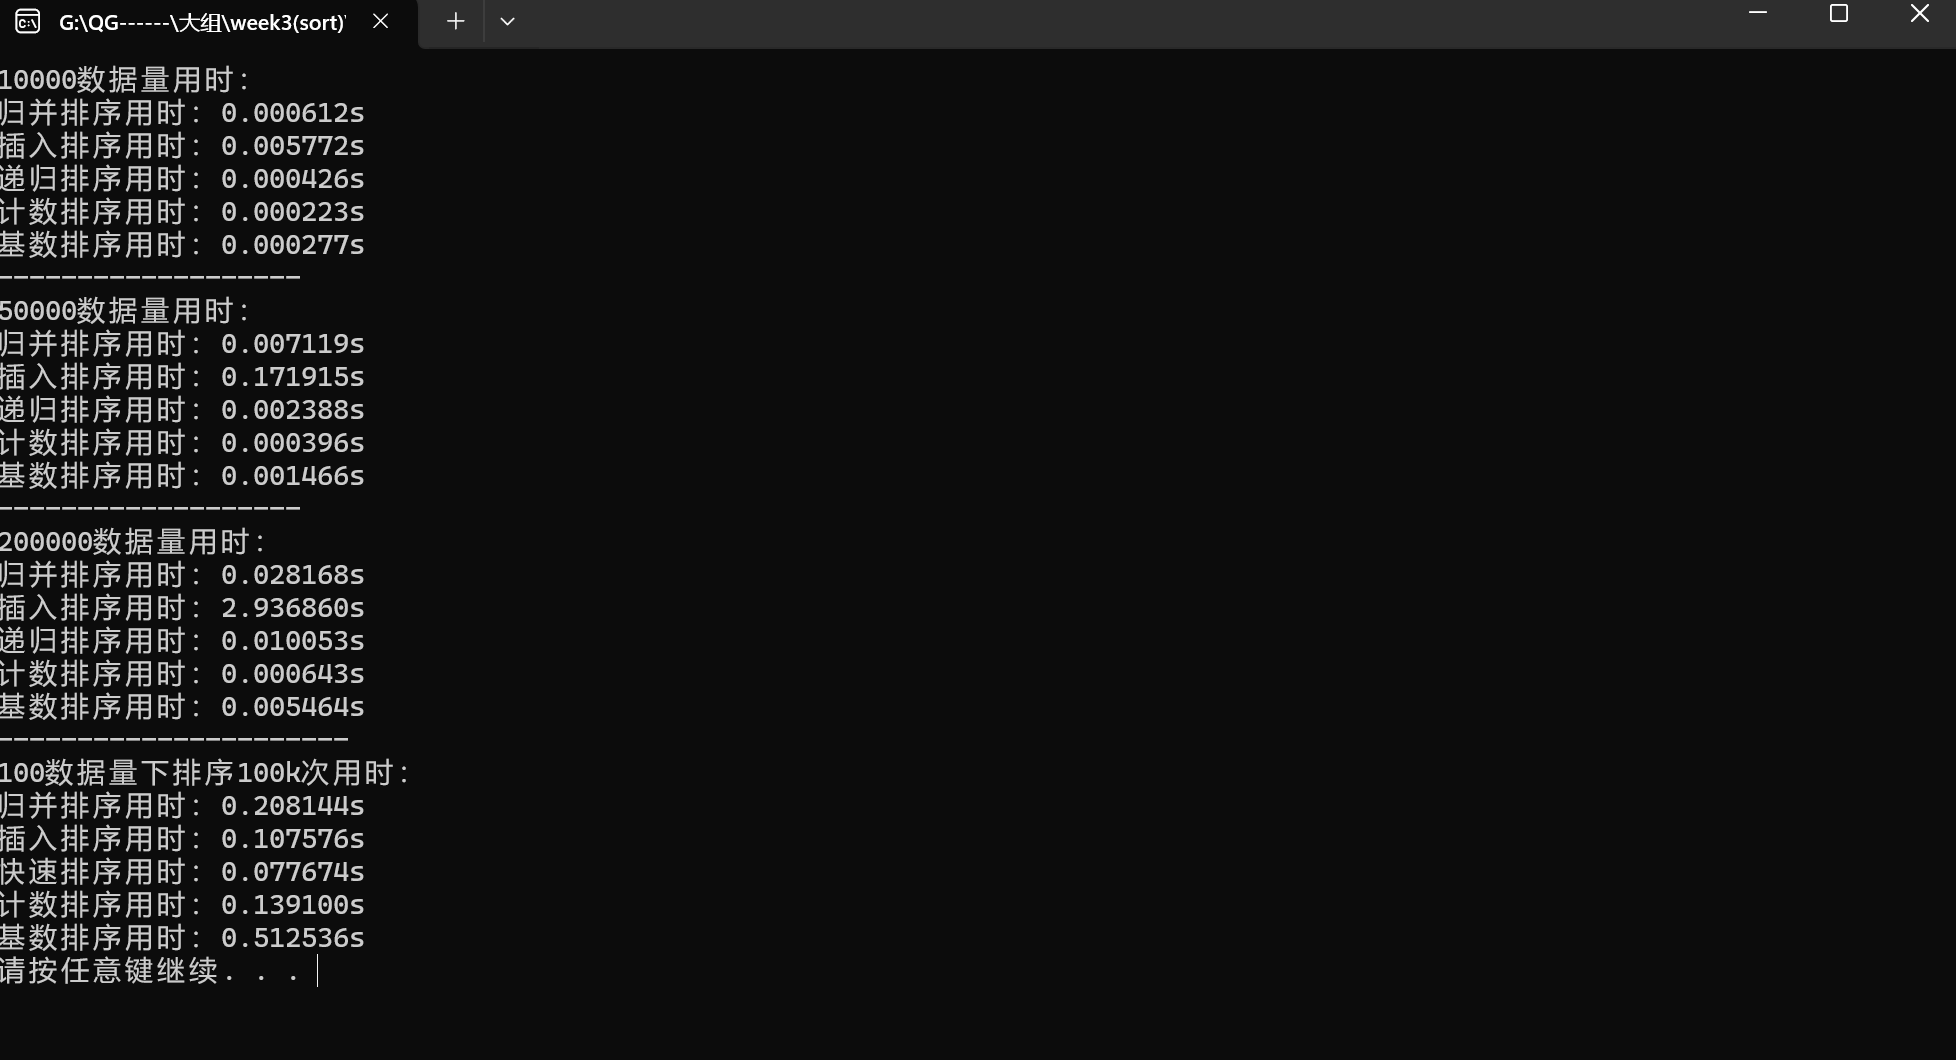 G:\QG------\大组\week3(sort)'
10000数据量用时：
归并排序用时：0.000612s
插入排序用时：0.005772s
递归排序用时：0.000426s
计数排序用时：0.000223s
基数排序用时：0.000277s
-------------------
50000数据量用时：
归并排序用时：0.007119s
插入排序用时：0.171915s
递归排序用时：0.002388s
计数排序用时：0.000396s
基数排序用时：0.001466s
-------------------
200000数据量用时：
归并排序用时：0.028168s
插入排序用时：2.936860s
递归排序用时：0.010053s
计数排序用时：0.000643s
基数排序用时：0.005464s
----------------------
100数据量下排序100k次用时：
归并排序用时：0.208144s
插入排序用时：0.107576s
快速排序用时：0.077674s
计数排序用时：0.139100s
基数排序用时：0.512536s
请按任意键继续. . .